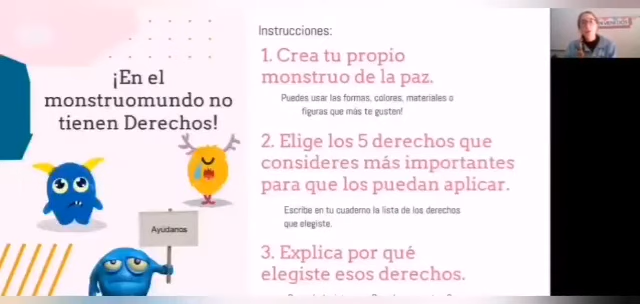 ¡En el
monstruomundo no
tienen Derechos!
Ayúdanos
Instrucciones:
1. Crea tu propio
monstruo de la paz.
Puedes usar las formas, colores, materiales o
figuras que más te gusten!
2. Elige los 5 derechos que
consideres más importantes
para que los puedan aplicar.
Escribe en tu cuaderno la lista de los derechos
que elegiste.
3. Explica por qué
elegiste esos derechos.